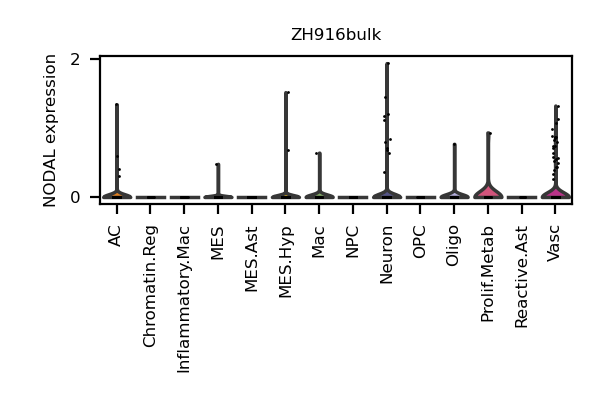 ZH916bulk
NODAL expression
2
0
AC
Chromatin.Reg
Inflammatory.Mac
MES
MES.Ast
MES.Hyp
Mac
NPC
Neuron
OPC
Oligo
Prolif.Metab
Reactive.Ast
Vasc